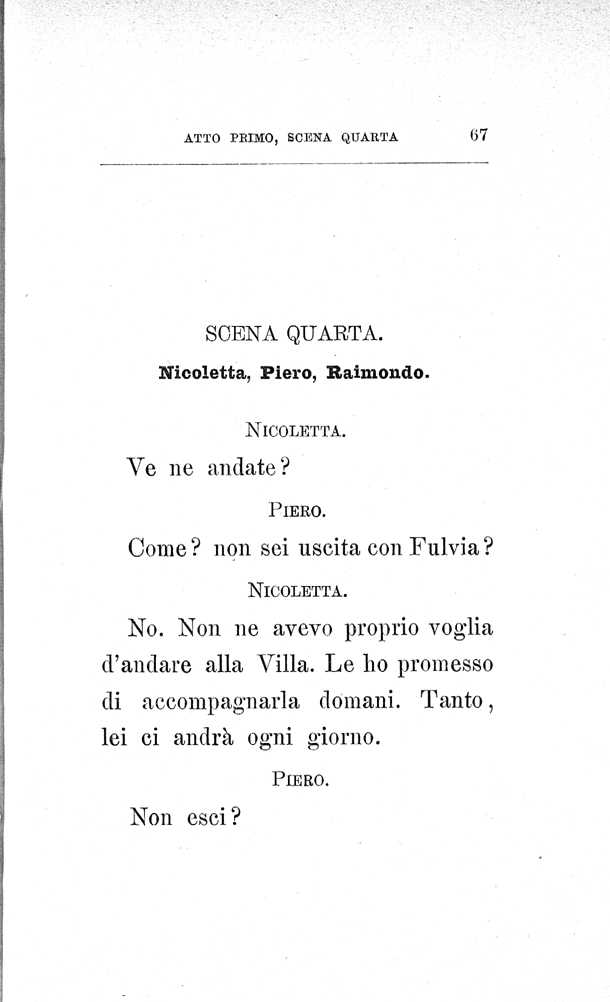 ATTO PRIMO, SCENA QUARTA 67
SCENA QUARTA.
Nicoletta, Piero, Raimondo.
NICOLETTA.
Ve ne andate?
PIERO.
Come? non sei uscita con Fulvia?
NICOLETTA.
No. Non ne avevo proprio voglia
d'andare alla Villa. Le ho promesso
di accompagnarla domani. Tanto,
lei ci andrà ogni giorno.
PIERO.
Non esci?